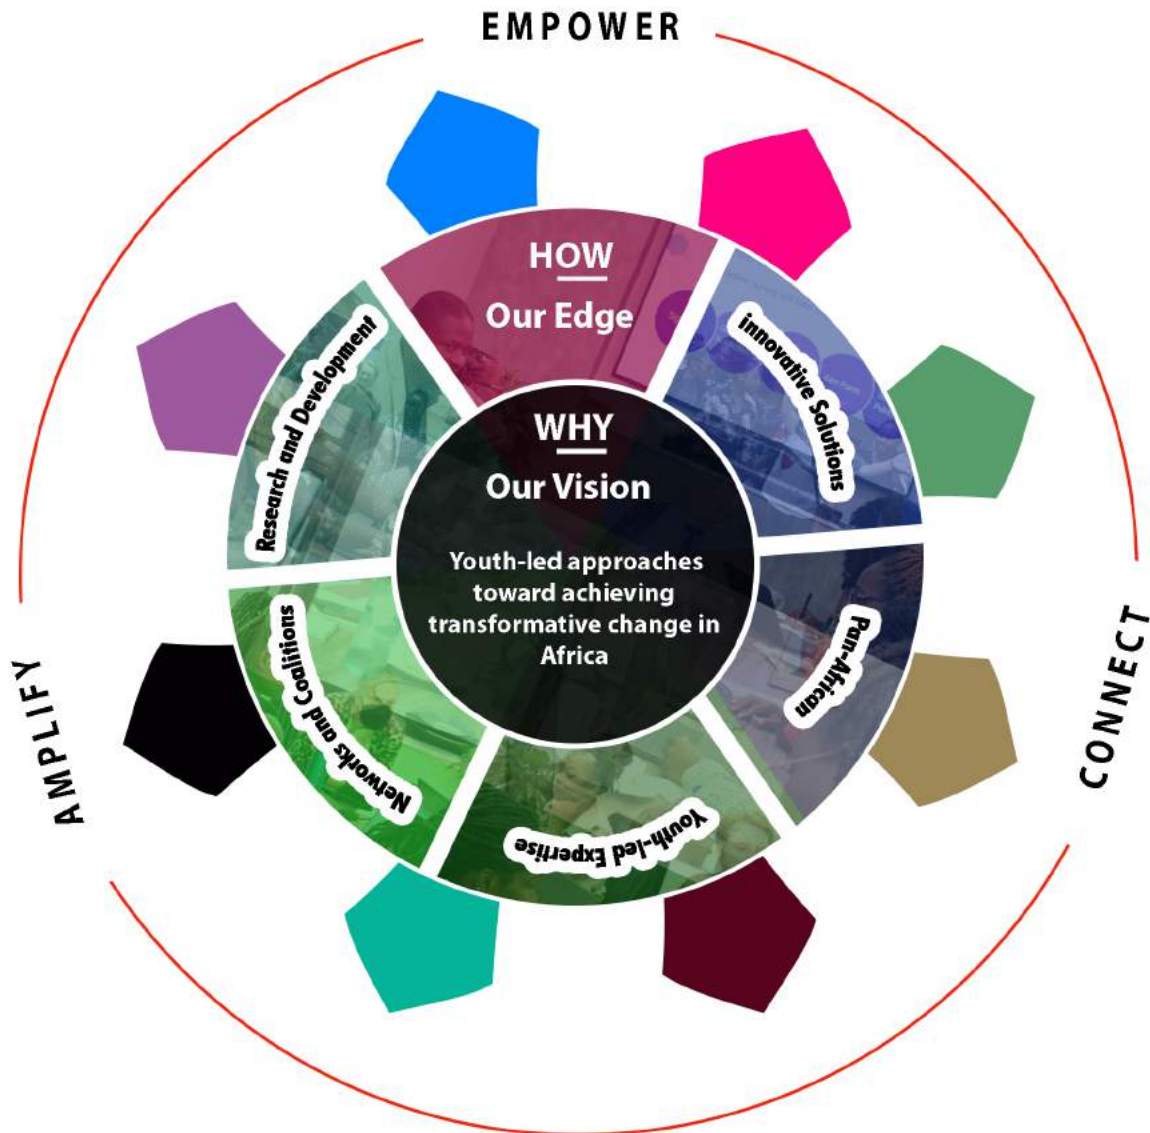 EMPOWER
HOW
Our Edge
innovative Solutions
Research and Development
WHY
Our Vision
Youth-led approaches
toward achieving
transformative change in
Africa
Pan-African
Networks and Coalitions
Youth-led Expertise
AMPLIFY
CONNECT